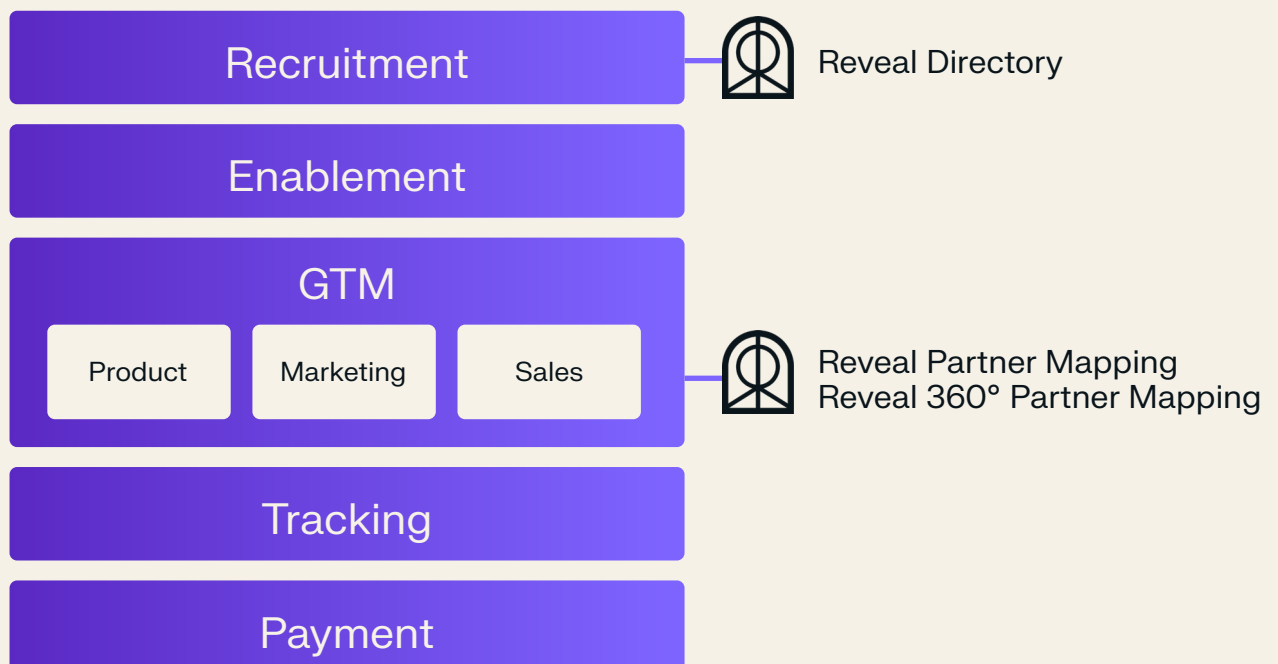 Recruitment
Reveal Directory
Enablement
GTM
Product
Marketing
Sales
Reveal Partner Mapping
Reveal 360° Partner Mapping
Tracking
Payment